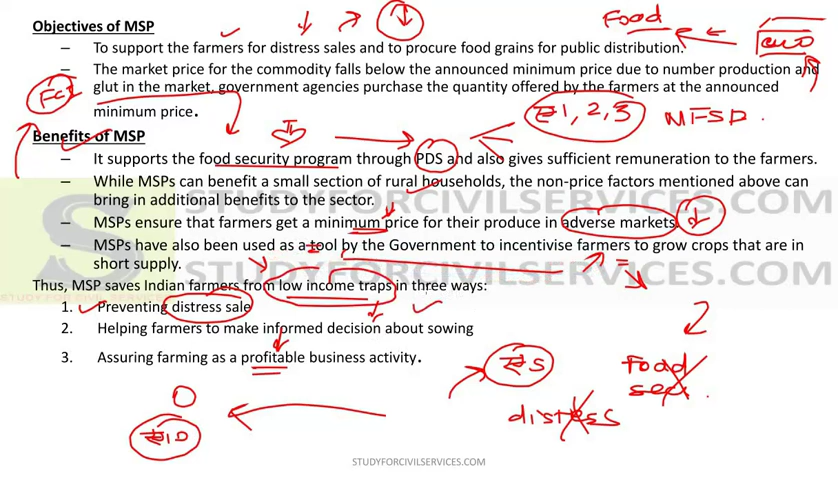 Objectives of MSP
Food
– To support the farmers for distress sales and to procure food grains for public distribution.
– The market price for the commodity falls below the announced minimum price due to number production and
glut in the market, government agencies purchase the quantity offered by the farmers at the announced
minimum price.
FCI
₹1, 2, 3
NFSD.
Benefits of MSP
– It supports the food security program through PDS and also gives sufficient remuneration to the farmers.
– While MSPs can benefit a small section of rural households, the non-price factors mentioned above can
bring in additional benefits to the sector.
STUDYFORCIVILSERVICES.COM
– MSPs ensure that farmers get a minimum price for their produce in adverse markets.
– MSPs have also been used as a tool by the Government to incentivise farmers to grow crops that are in
short supply.
STUDYFORCIVILSERVICES.COM
Thus, MSP saves Indian farmers from low income traps in three ways:
1. Preventing distress sale
2. Helping farmers to make informed decision about sowing
3. Assuring farming as a profitable business activity.
₹5
Food
distress
₹10
STUDYFORCIVILSERVICES.COM